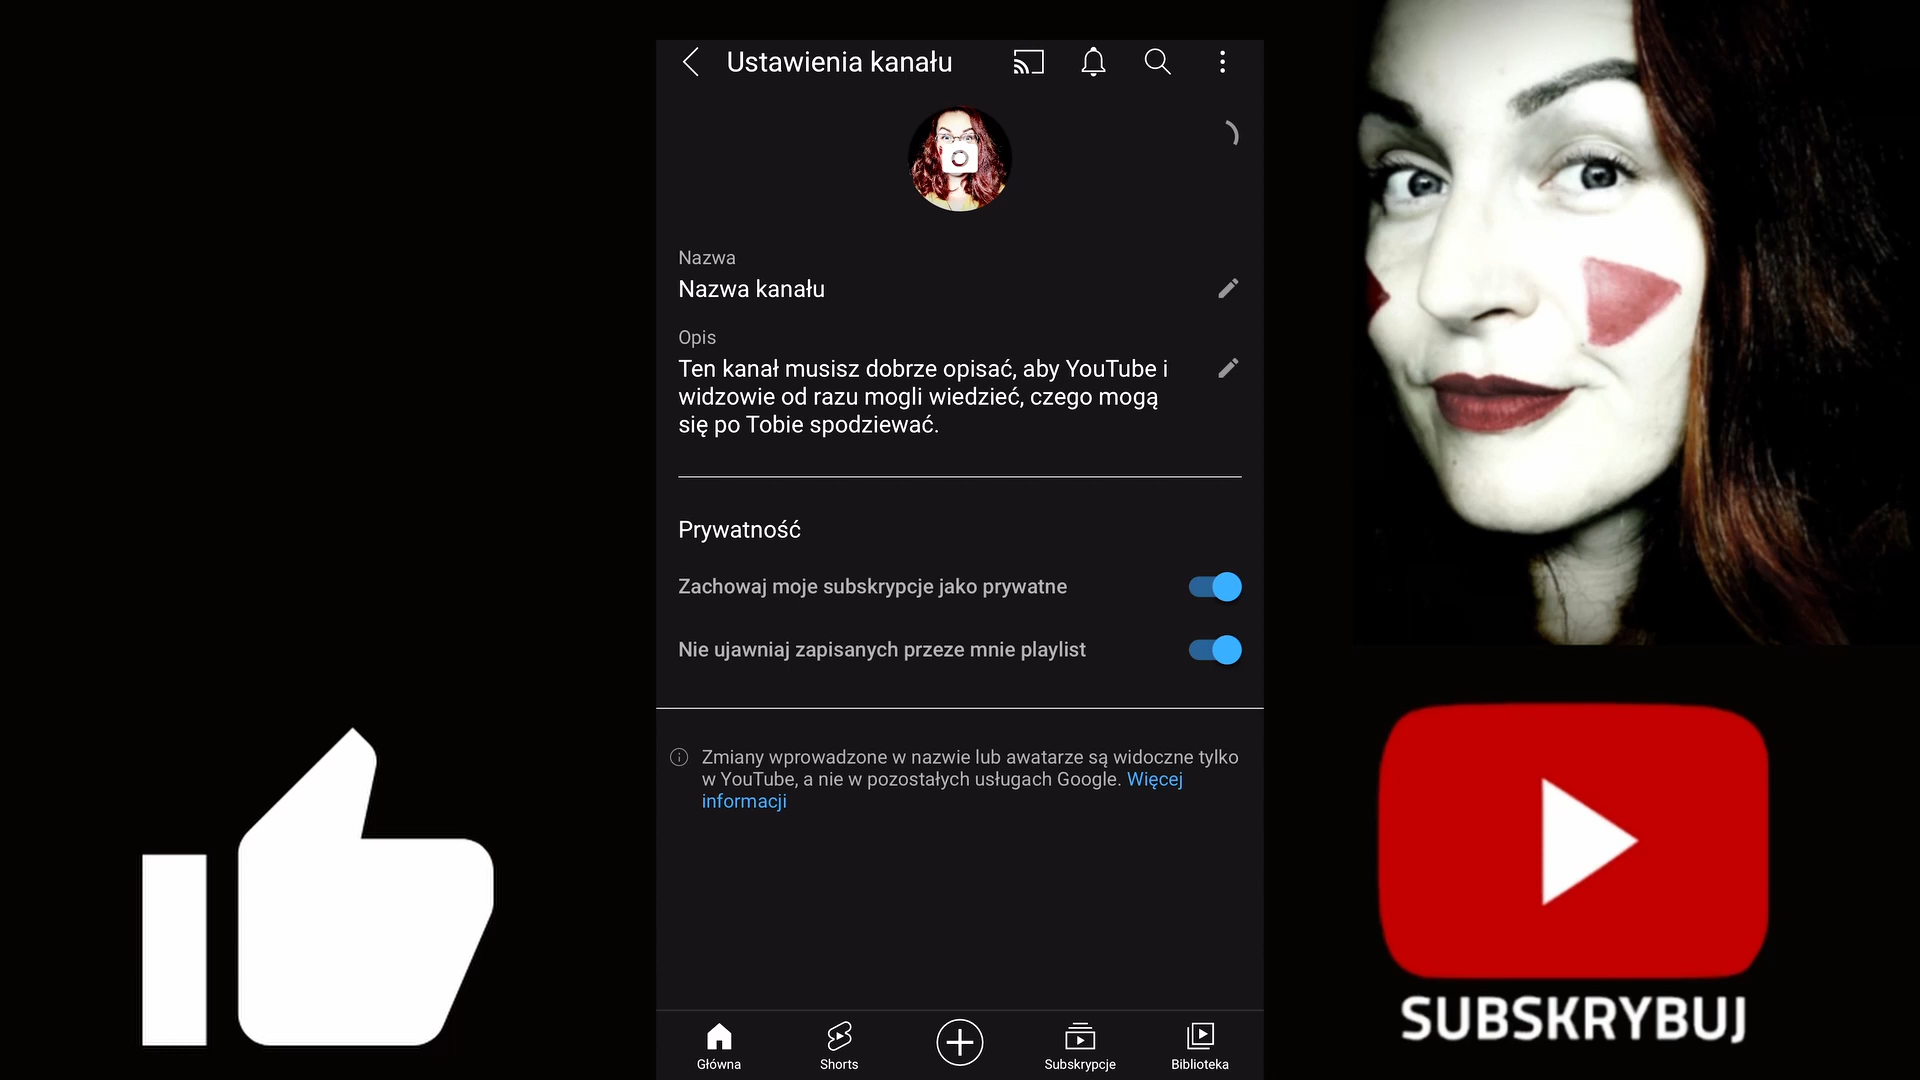 Ustawienia kanału
Nazwa
Nazwa kanału
Opis
Ten kanał musisz dobrze opisać, aby YouTube i
widzowie od razu mogli wiedzieć, czego mogą
się po Tobie spodziewać.
Prywatność
Zachowaj moje subskrypcje jako prywatne
Nie ujawniaj zapisanych przeze mnie playlist
Zmiany wprowadzone w nazwie lub awatarze są widoczne tylko
w YouTube, a nie w pozostałych usługach Google. Więcej
informacji
Główna
Shorts
Subskrypcje
Biblioteka
SUBSKRYBUJ